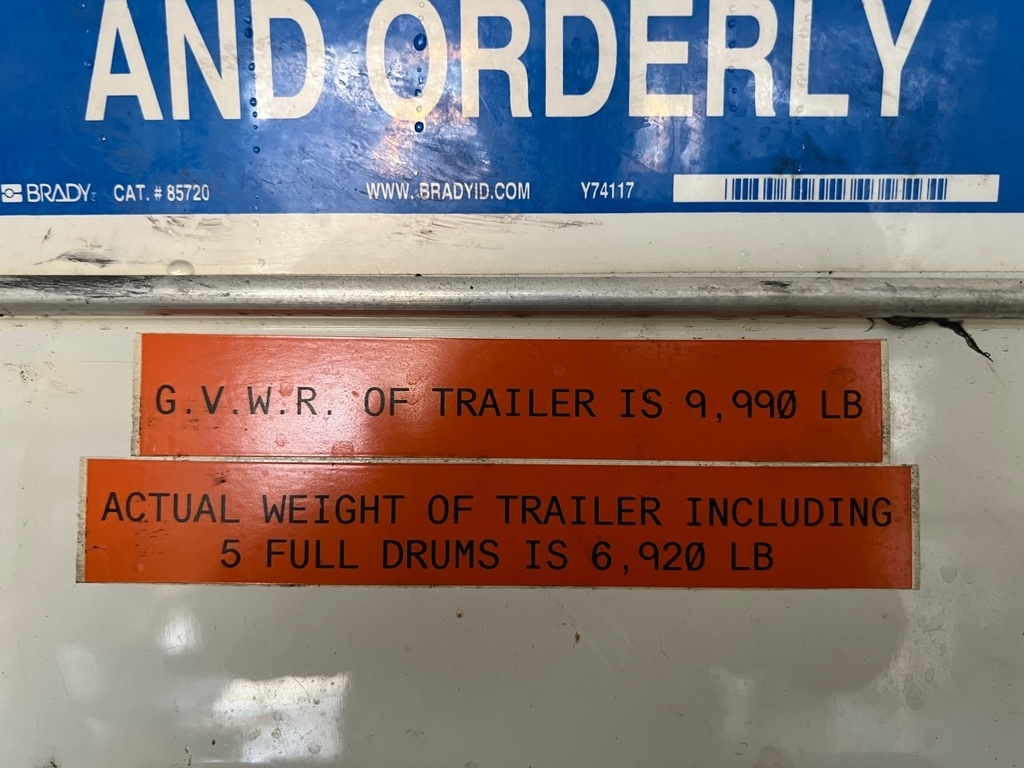 AND ORDERLY
BRADY CAT. # 85720 WWW.BRADYID.COM Y74117
G.V.W.R. OF TRAILER IS 9,990 LB
ACTUAL WEIGHT OF TRAILER INCLUDING
5 FULL DRUMS IS 6,920 LB